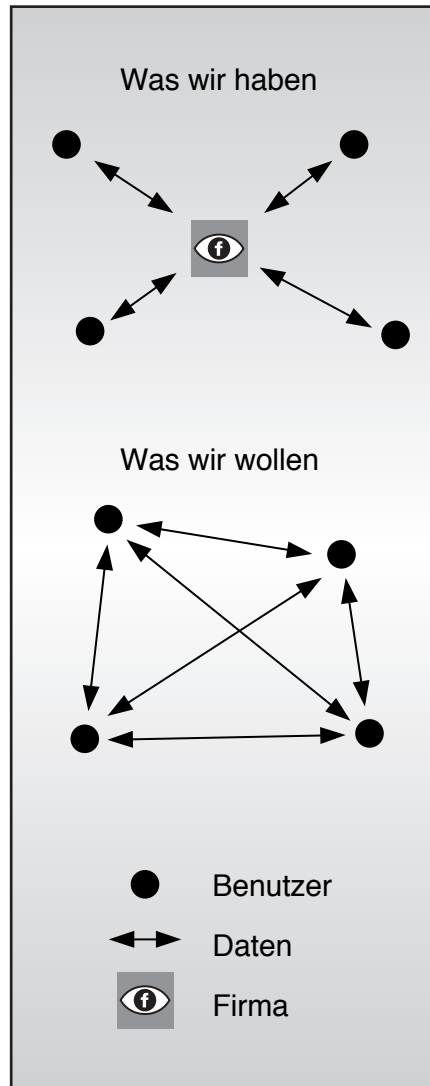 Was wir haben
f
Was wir wollen
Benutzer
Daten
f
Firma